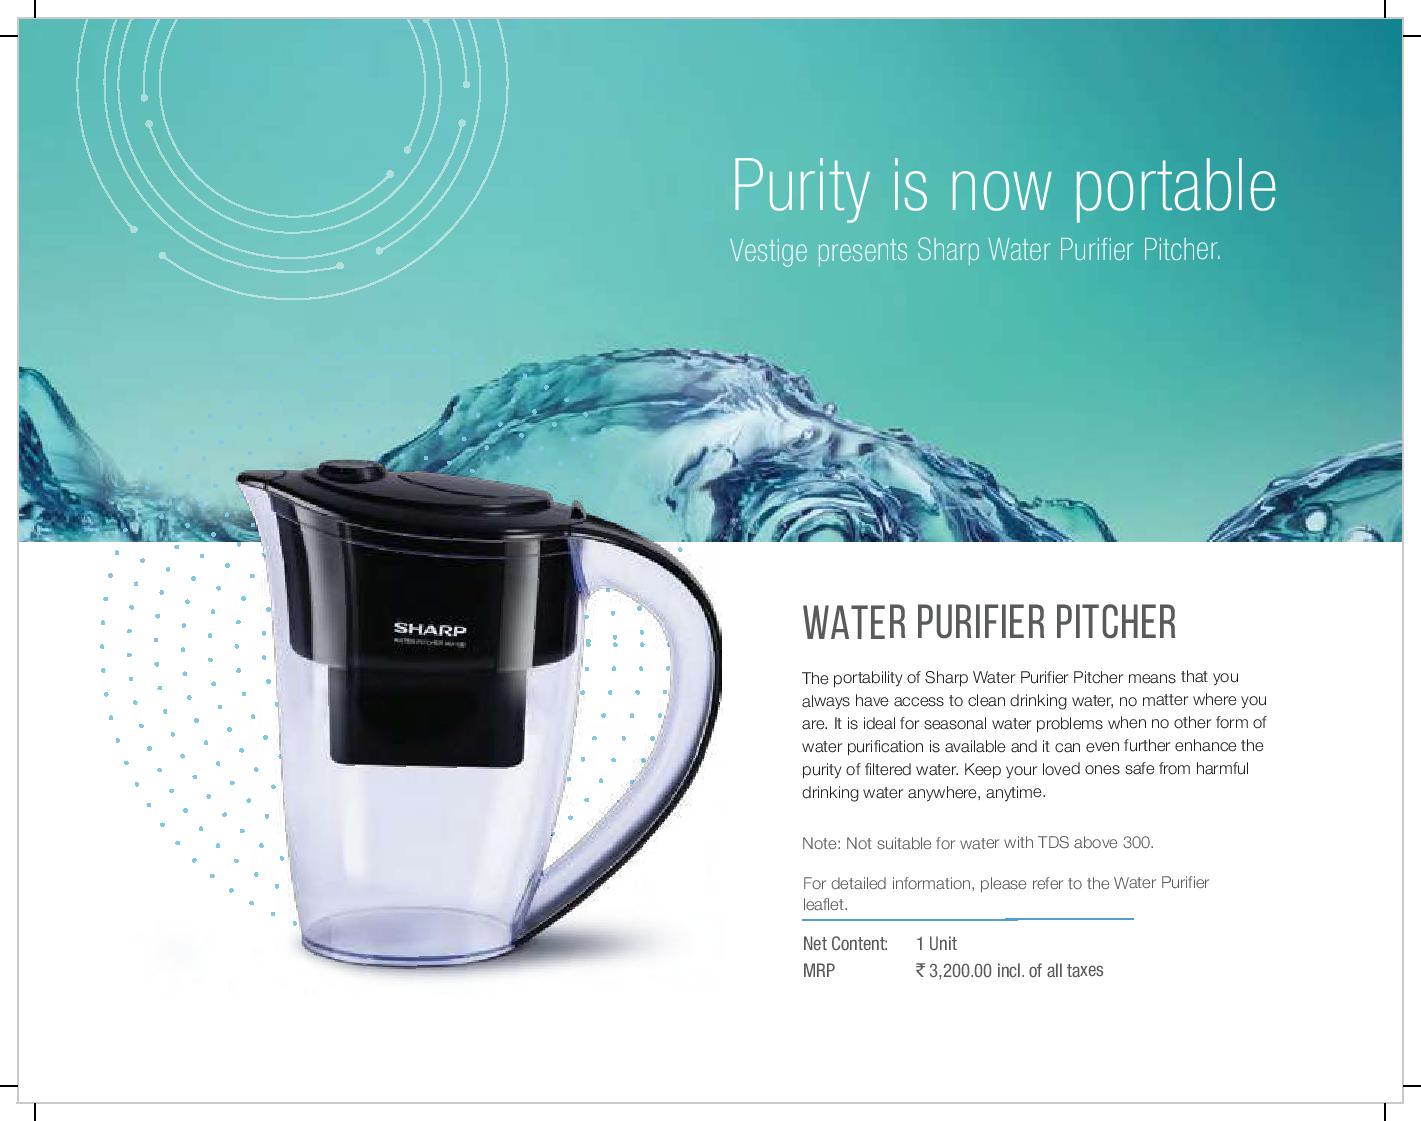 Purity is now portable
Vestige presents Sharp Water Purifier Pitcher.
SHARP
WATER PURIFIER PITCHER
The portability of Sharp Water Purifier Pitcher means that you
always have access to clean drinking water, no matter where you
are. It is ideal for seasonal water problems when no other form of
water purification is available and it can even further enhance the
purity of filtered water. Keep your loved ones safe from harmful
drinking water anywhere, anytime.
Note: Not suitable for water with TDS above 300.
For detailed information, please refer to the Water Purifier
leaflet.
Net Content: 1 Unit
MRP ₹ 3,200.00 incl. of all taxes